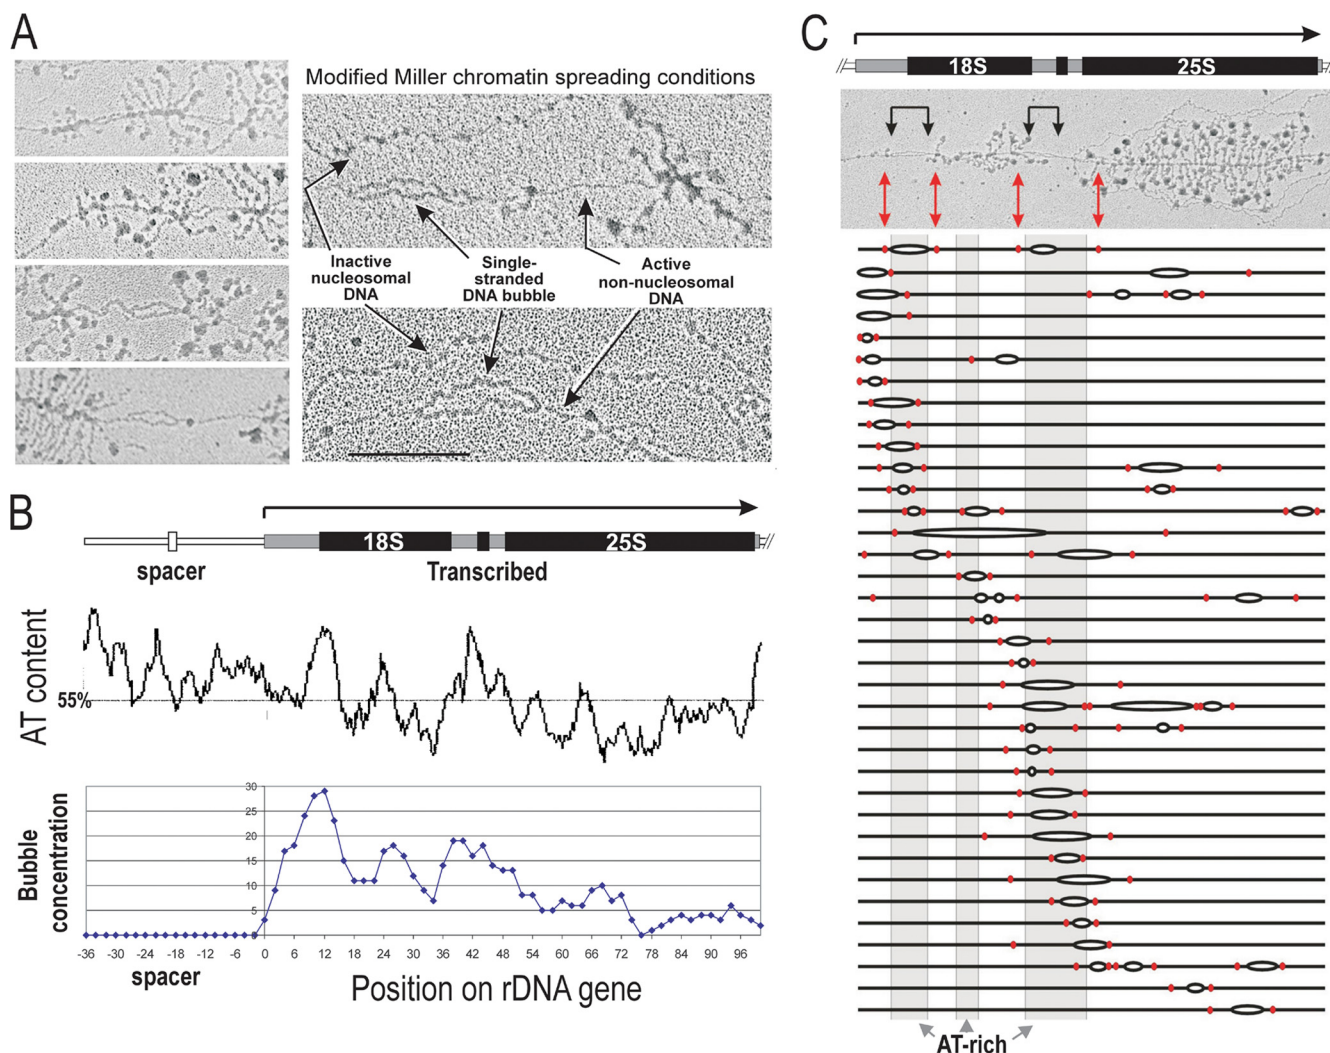 A
Modified Miller chromatin spreading conditions
Inactive
nucleosomal
DNA
Single-
stranded
DNA bubble
Active
non-nucleosomal
DNA
B
18S
25S
spacer
Transcribed
AT content
55%
Bubble
concentration
30
25
20
15
10
5
-36 -30 -24 -18 -12 -6 0 6 12 18 24 30 36 42 48 54 60 66 72 78 84 90 96
spacer
Position on rDNA gene
C
18S
25S
AT-rich